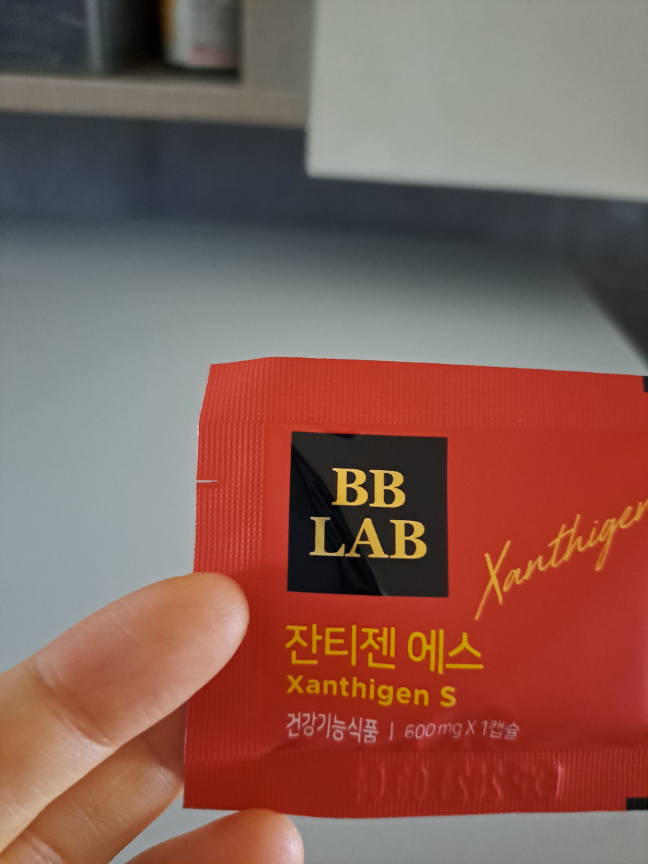 BB
LAB
Xanthigen
잔티젠 에스
Xanthigen S
건강기능식품 | 600mg X 1캡슐